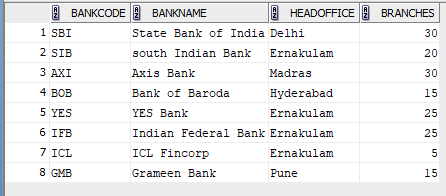 BANKCODE BANKNAME HEADOFFICE BRANCHES
1 SBI State Bank of India Delhi 30
2 SIB south Indian Bank Ernakulam 20
3 AXI Axis Bank Madras 30
4 BOB Bank of Baroda Hyderabad 15
5 YES YES Bank Ernakulam 25
6 IFB Indian Federal Bank Ernakulam 25
7 ICL ICL Fincorp Ernakulam 5
8 GMB Grameen Bank Pune 15